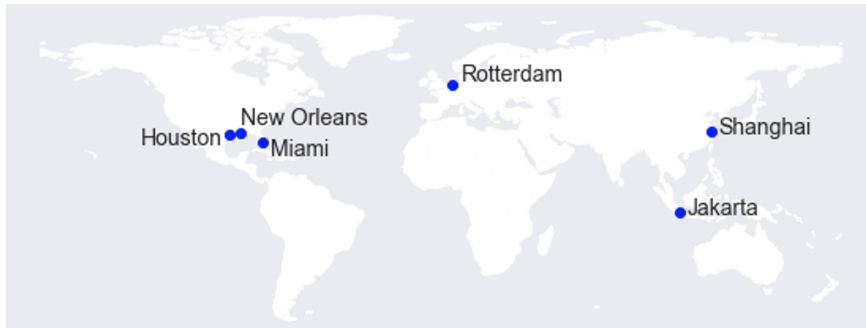 Rotterdam
New Orleans
Houston
Miami
Shanghai
Jakarta